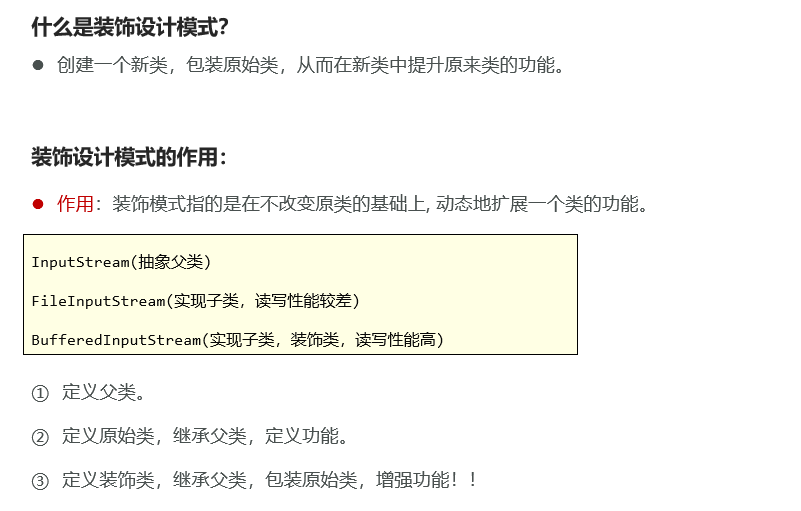 什么是装饰设计模式？
● 创建一个新类，包装原始类，从而在新类中提升原来类的功能。
装饰设计模式的作用：
● 作用：装饰模式指的是在不改变原类的基础上, 动态地扩展一个类的功能。
InputStream(抽象父类)
FileInputStream(实现子类，读写性能较差)
BufferedInputStream(实现子类，装饰类，读写性能高)
① 定义父类。
② 定义原始类，继承父类，定义功能。
③ 定义装饰类，继承父类，包装原始类，增强功能！！